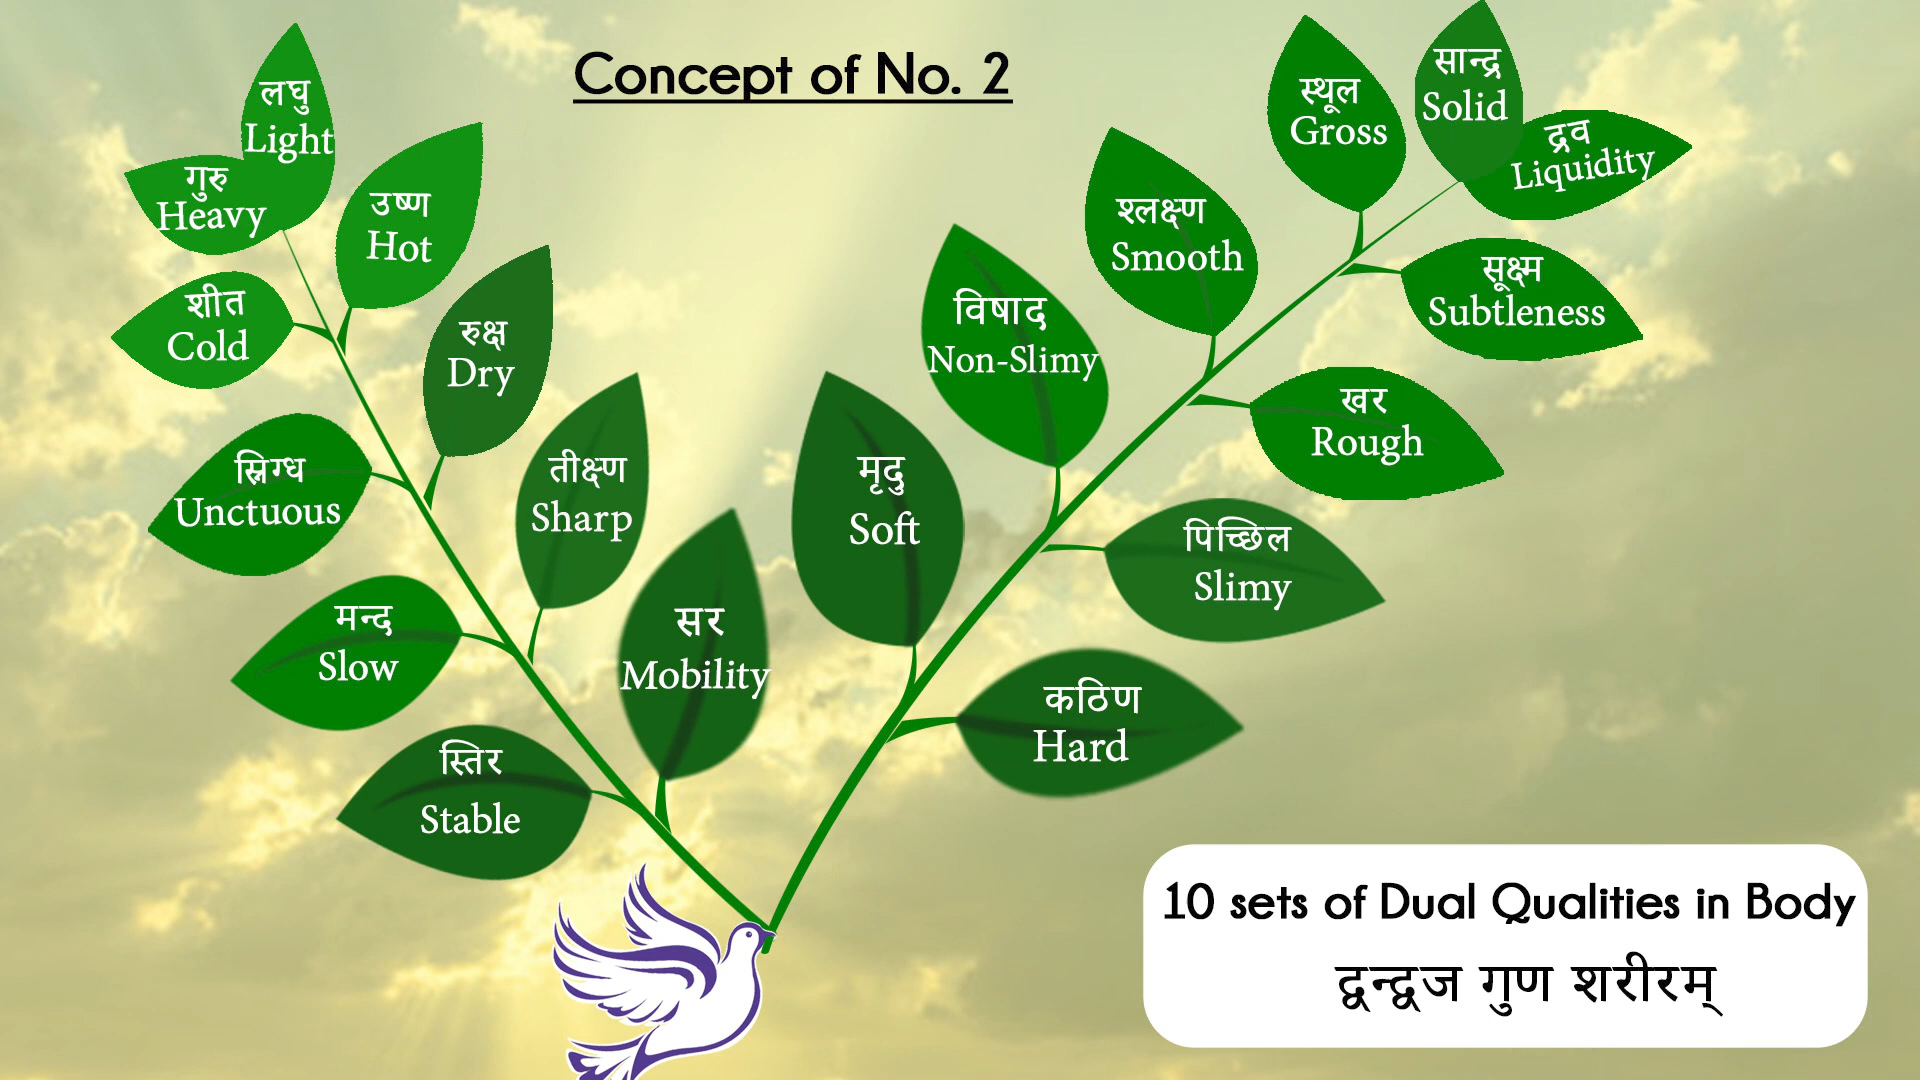 Concept of No. 2
लघु
Light
गुरु
Heavy
उष्ण
Hot
शीत
Cold
रुक्ष
Dry
स्निग्ध
Unctuous
तीक्ष्ण
Sharp
मन्द
Slow
सर
Mobility
स्तिर
Stable
मृदु
Soft
कठिण
Hard
विषाद
Non-Slimy
पिच्छिल
Slimy
श्लक्ष्ण
Smooth
खर
Rough
स्थूल
Gross
सूक्ष्म
Subtleness
सान्द्र
Solid
द्रव
Liquidity
10 sets of Dual Qualities in Body
द्वन्द्वज गुण शरीरम्